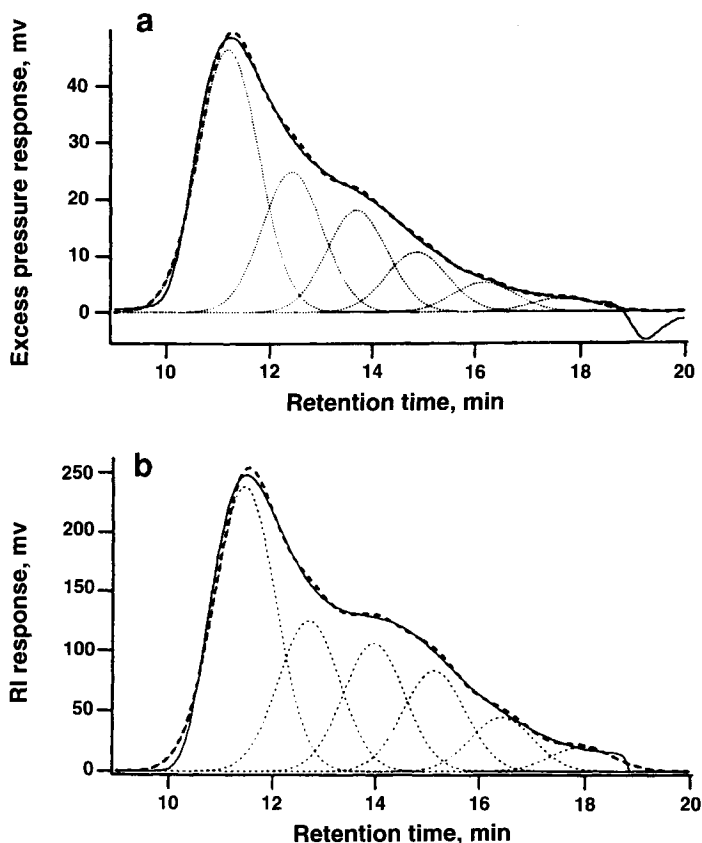 a
Excess pressure response, mv
40
30
20
10
0
10 12 14 16 18 20
Retention time, min
b
RI response, mv
250
200
150
100
50
0
10 12 14 16 18 20
Retention time, min